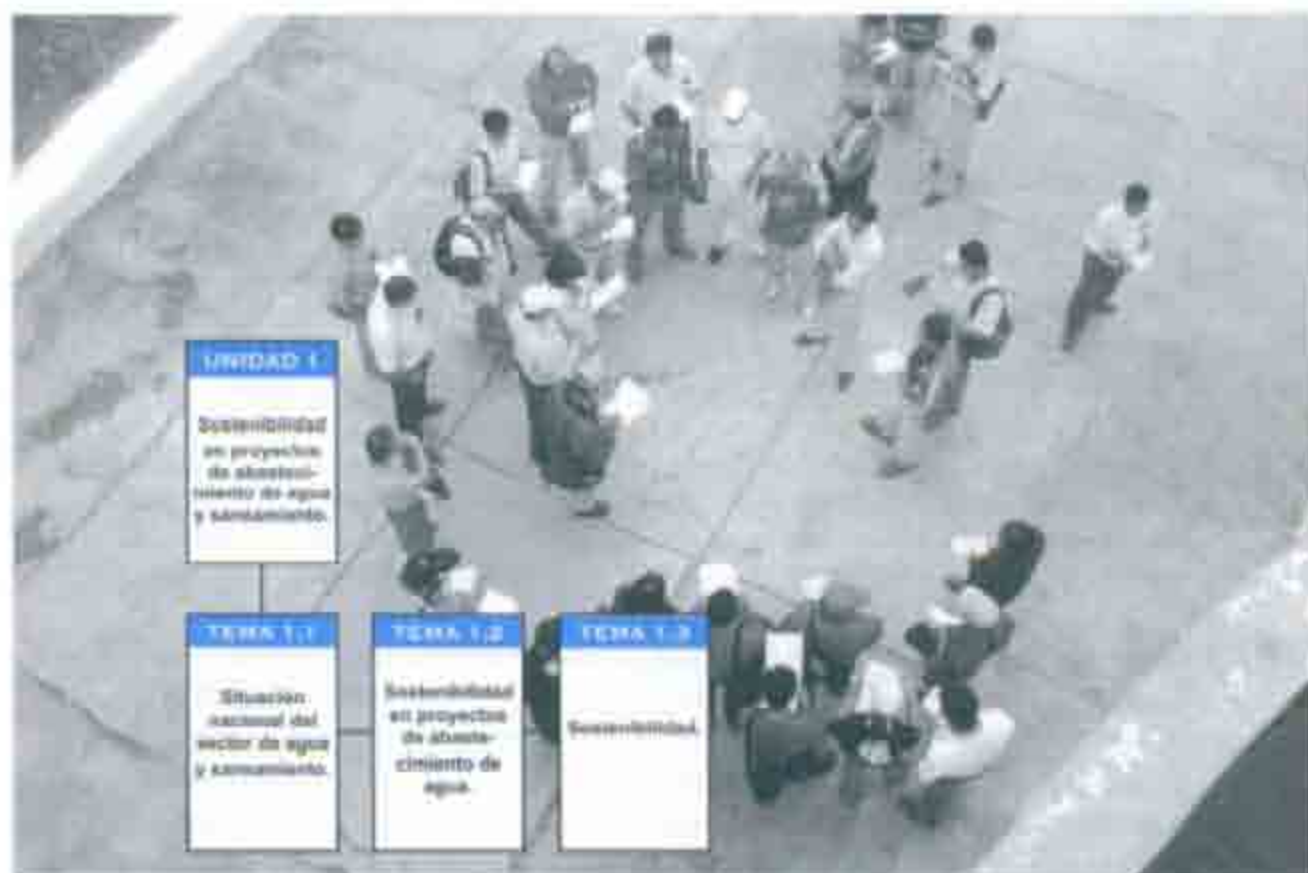 UNIDAD 1
Sostenibilidad
en proyectos
de abasteci-
miento de agua
y saneamiento.
TEMA 1.1
Situación
nacional del
sector de agua
y saneamiento.
TEMA 1.2
Sostenibilidad
en proyectos
de abaste-
cimiento de
agua.
TEMA 1.3
Sostenibilidad.